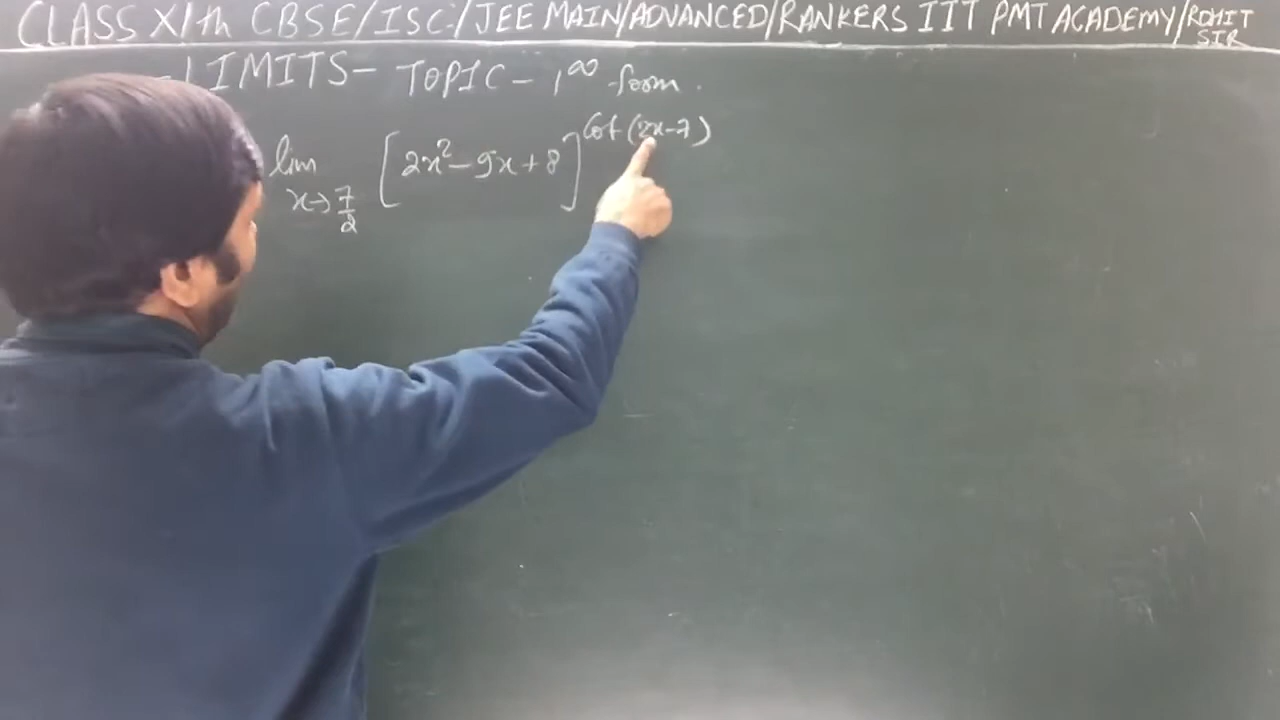 CLASS XIth CBSE/ISC/JEE MAIN/ADVANCED/RANKERS IIT PMT ACADEMY/ROHIT SIR
-LIMITS- TOPIC - 1^∞ form.
lim x→7/2 [2x²-9x+8]^Cot(2x-7)